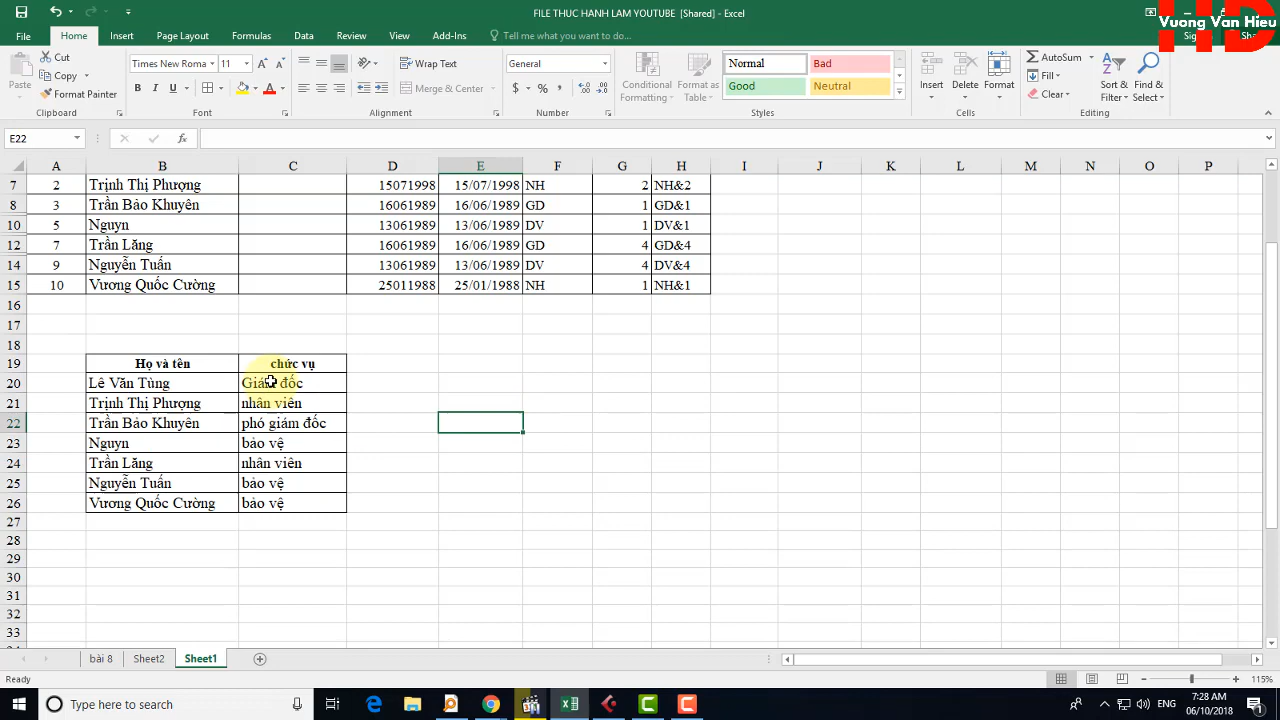 FILE THUC HANH LAM YOUTUBE [Shared] - Excel
Vuong Van Hieu
HD
File Home Insert Page Layout Formulas Data Review View Add-Ins Tell me what you want to do...
Paste
Cut
Copy
Format Painter
Clipboard
Times New Roma
B I U
Font
Wrap Text
Merge & Center
Alignment
General
$ % ,
Number
Conditional Formatting
Format as Table
Normal Bad
Good Neutral
Styles
Insert Delete Format
Cells
AutoSum
Fill
Clear
Sort & Filter
Find & Select
Editing
E22 fx
A B C D E F G H I J K L M N O P
7 2 Trịnh Thị Phượng 15071998 15/07/1998 NH 2 NH&2
8 3 Trần Bảo Khuyên 16061989 16/06/1989 GD 1 GD&1
10 5 Nguyn 13061989 13/06/1989 DV 1 DV&1
12 7 Trần Lăng 16061989 16/06/1989 GD 4 GD&4
14 9 Nguyễn Tuấn 13061989 13/06/1989 DV 4 DV&4
15 10 Vương Quốc Cường 25011988 25/01/1988 NH 1 NH&1
16
17
18
19 Họ và tên chức vụ
20 Lê Văn Tùng Giám đốc
21 Trịnh Thị Phượng nhân viên
22 Trần Bảo Khuyên phó giám đốc
23 Nguyn bảo vệ
24 Trần Lăng nhân viên
25 Nguyễn Tuấn bảo vệ
26 Vương Quốc Cường bảo vệ
27
28
29
30
31
32
33
bài 8 Sheet2 Sheet1
Ready 115%
Type here to search
ENG
7:28 AM
06/10/2018